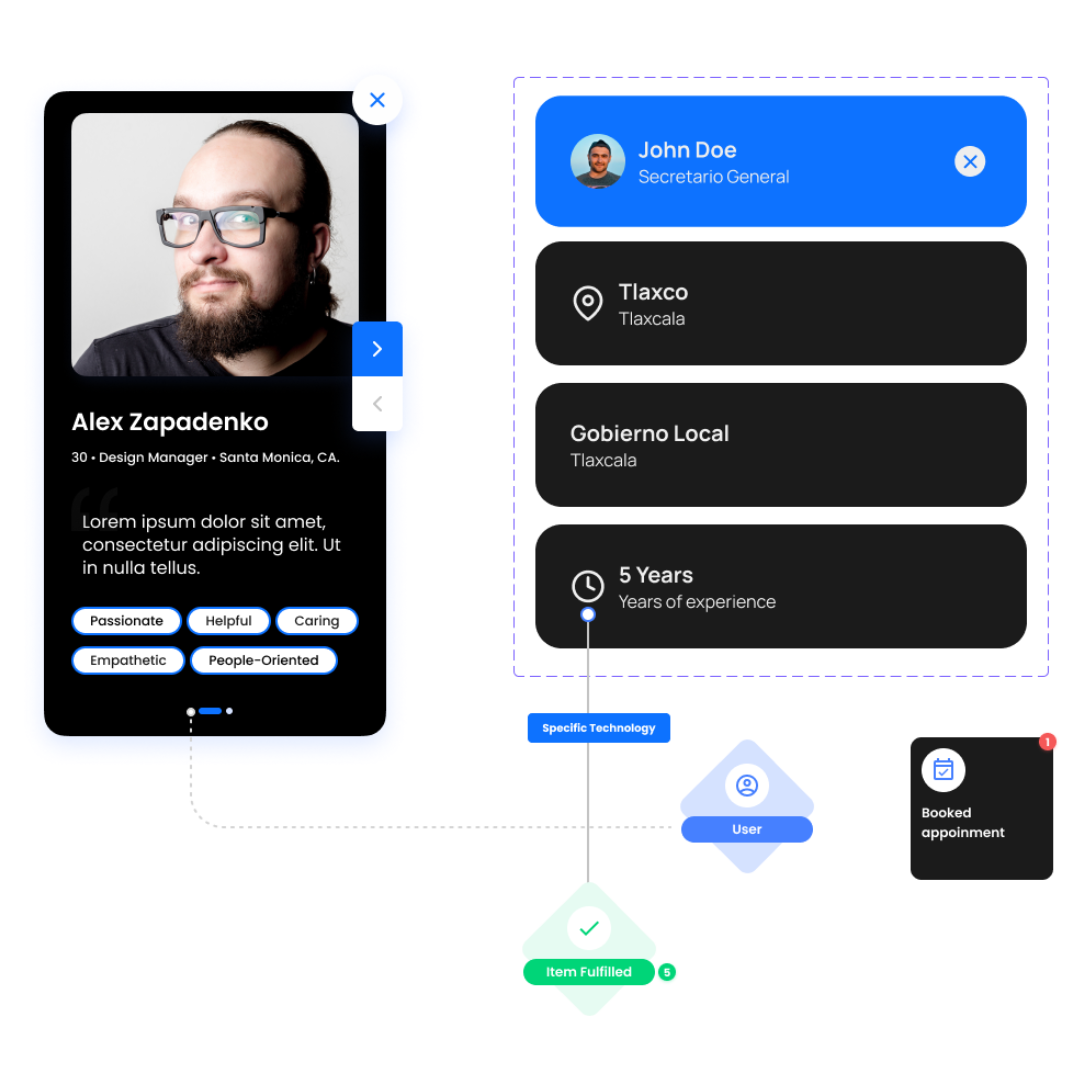 Alex Zapadenko
30 • Design Manager • Santa Monica, CA.
“
Lorem ipsum dolor sit amet,
consectetur adipiscing elit. Ut
in nulla tellus.
Passionate Helpful Caring
Empathetic People-Oriented
John Doe
Secretario General
Tlaxco
Tlaxcala
Gobierno Local
Tlaxcala
5 Years
Years of experience
Specific Technology
User
1
Booked
appoinment
Item Fulfilled 5